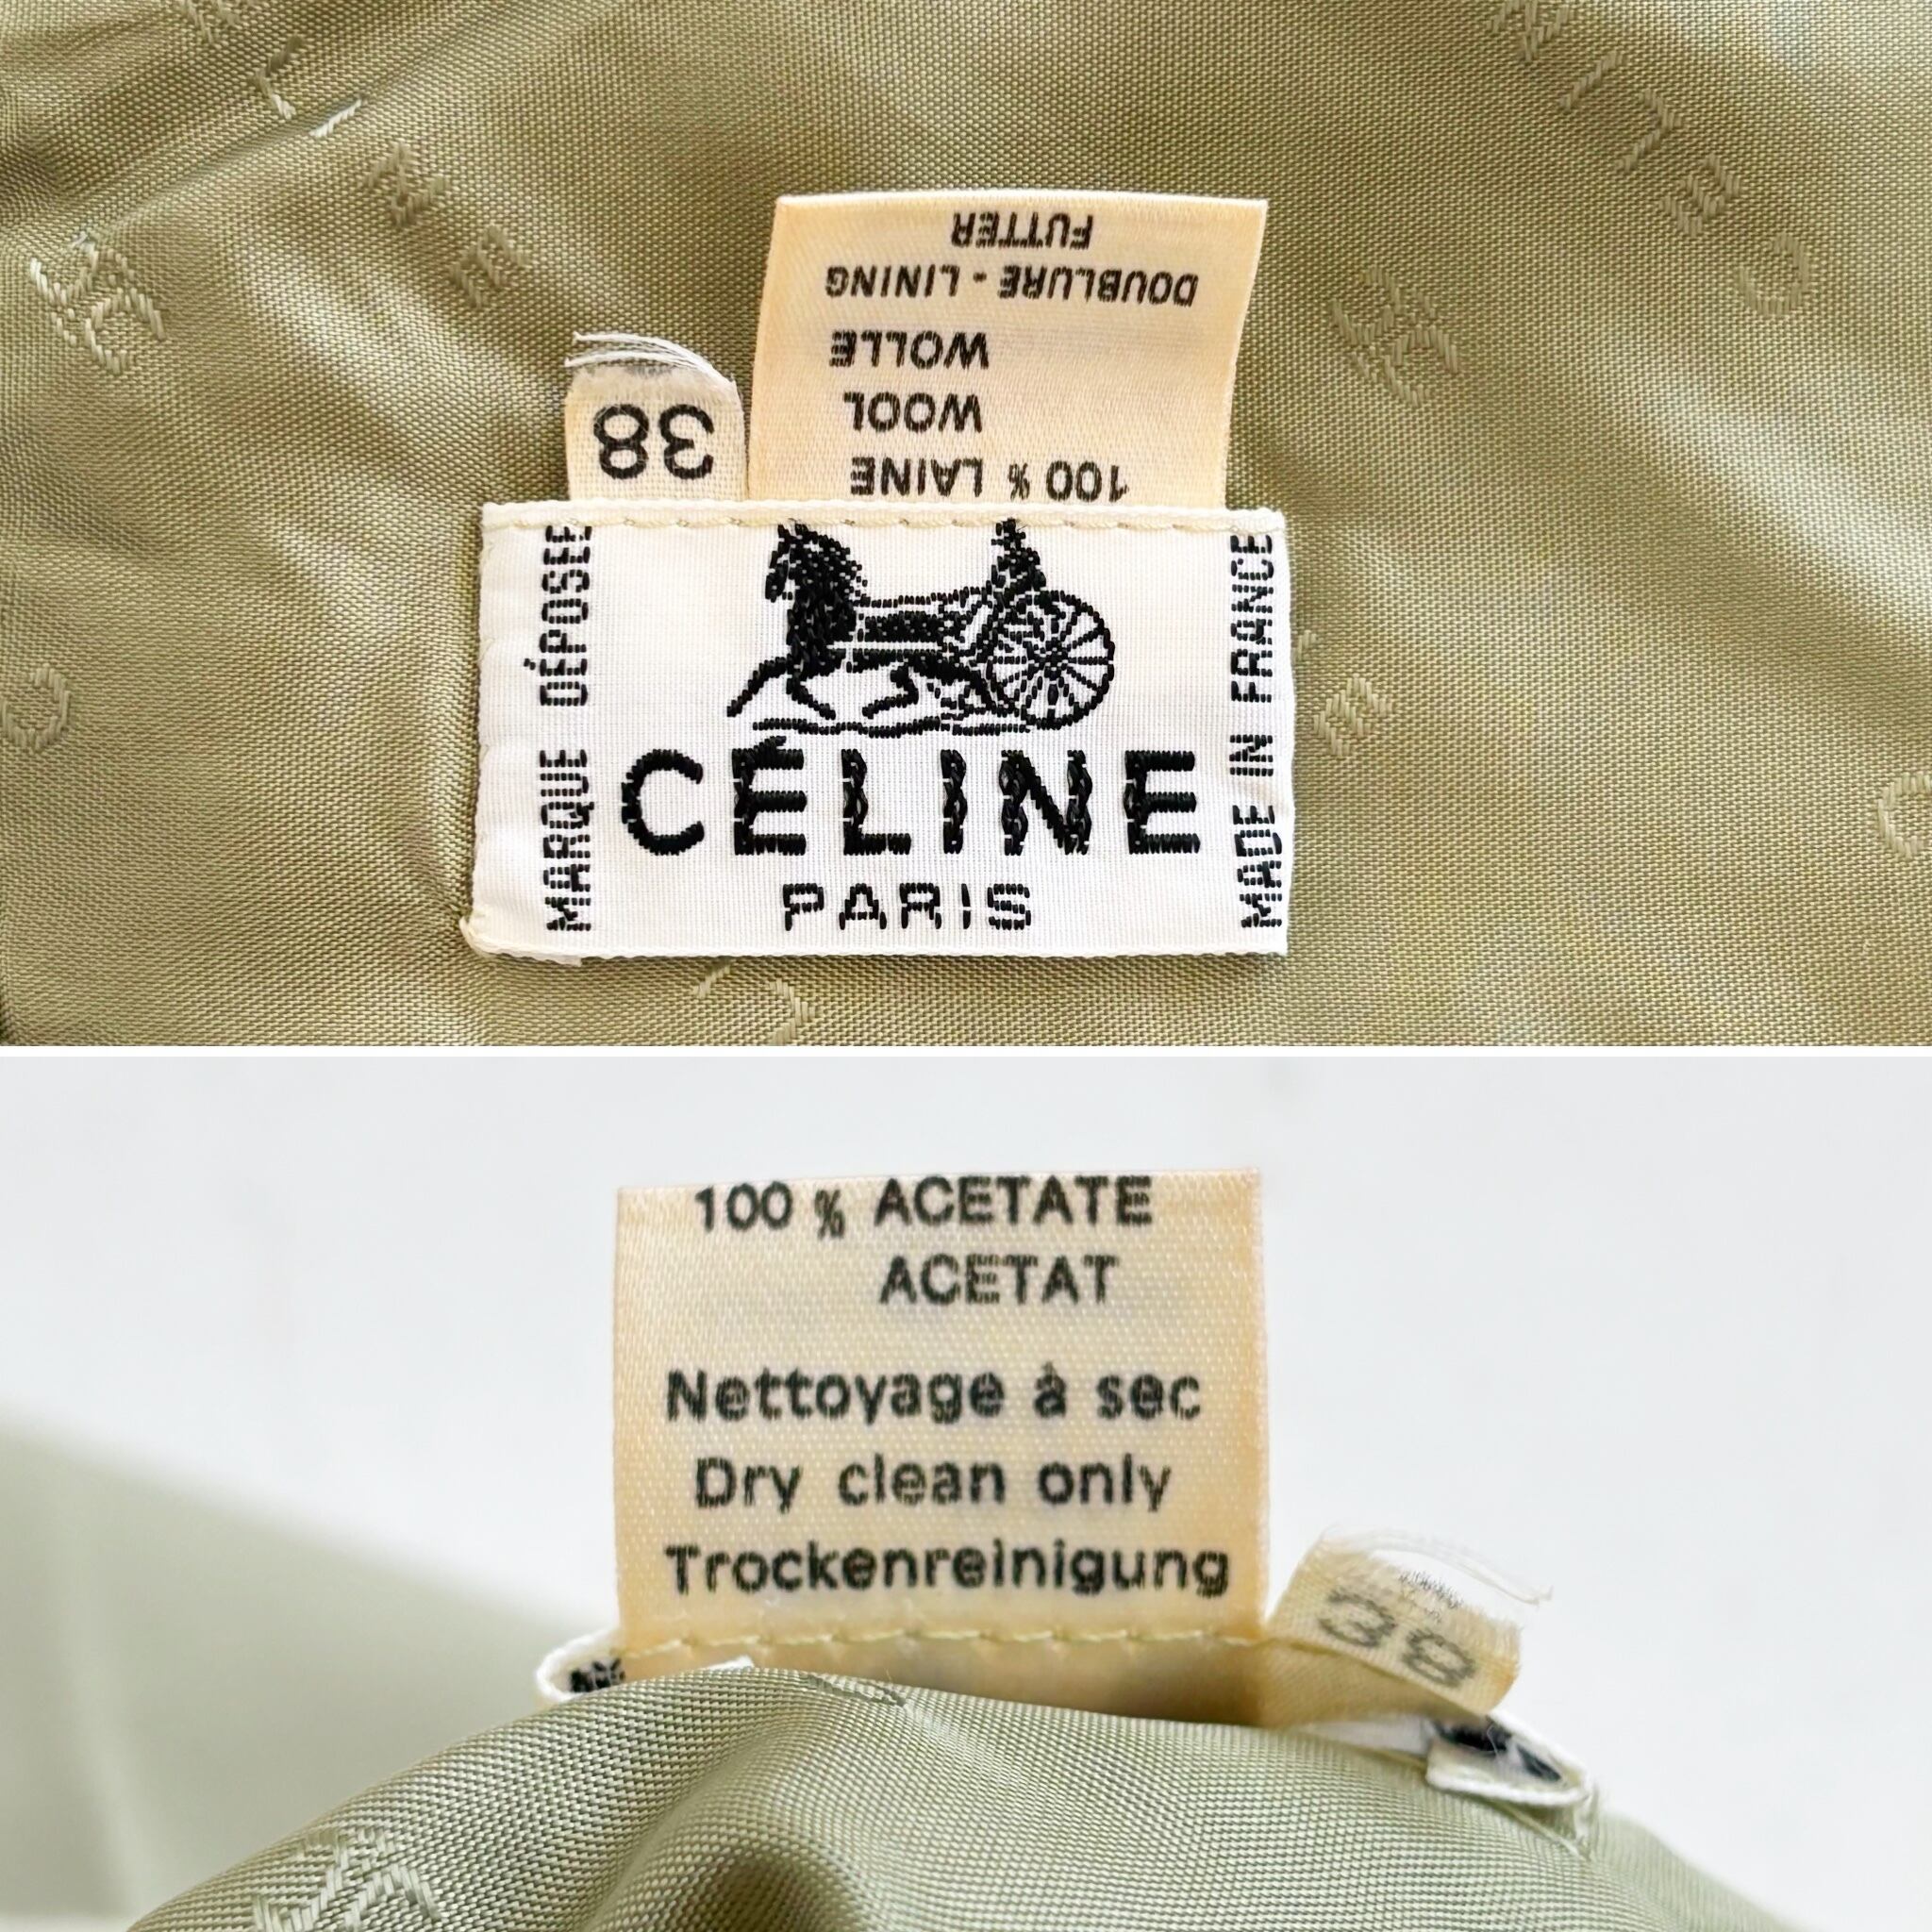 100 % LAINE
WOOL
WOLLE
DOUBLURE - LINING
FUTTER
38
MARQUE DÉPOSÉE
CÉLINE
PARIS
MADE IN FRANCE
100 % ACETATE
ACETAT
Nettoyage à sec
Dry clean only
Trockenreinigung
38